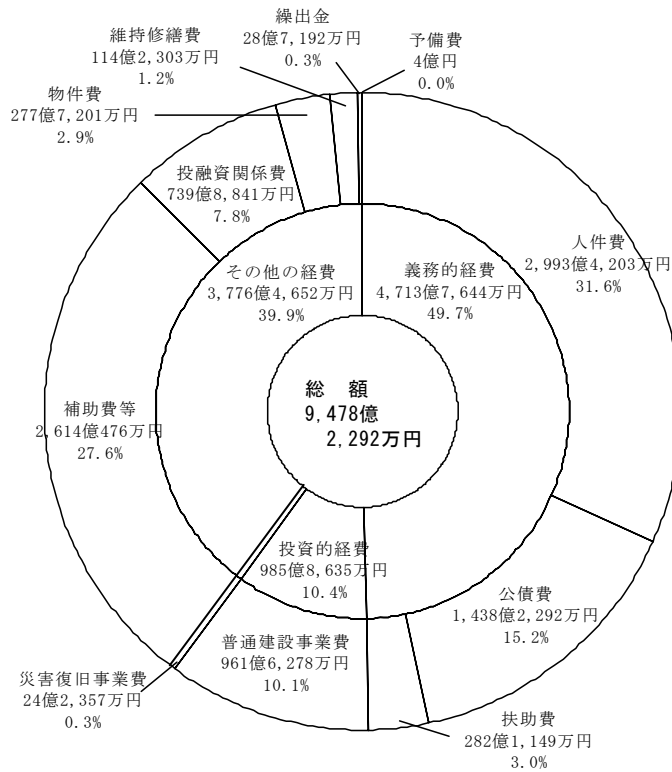 繰出金
28億7,192万円
0.3%
予備費
4億円
0.0%
維持修繕費
114億2,303万円
1.2%
物件費
277億7,201万円
2.9%
投融資関係費
739億8,841万円
7.8%
人件費
2,993億4,203万円
31.6%
その他の経費
3,776億4,652万円
39.9%
義務的経費
4,713億7,644万円
49.7%
総 額
9,478億
2,292万円
補助費等
2,614億476万円
27.6%
投資的経費
985億8,635万円
10.4%
公債費
1,438億2,292万円
15.2%
普通建設事業費
961億6,278万円
10.1%
災害復旧事業費
24億2,357万円
0.3%
扶助費
282億1,149万円
3.0%